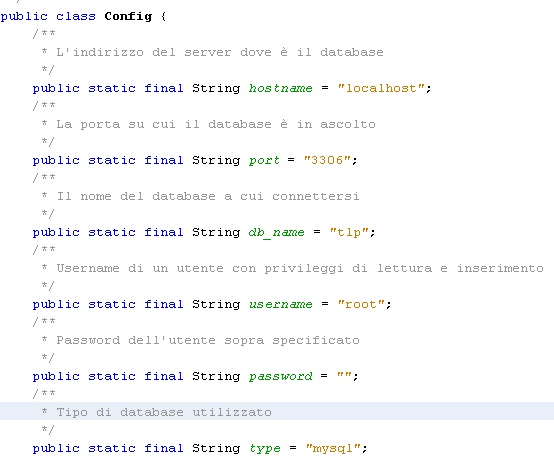 */
public class Config {
/**
* L'indirizzo del server dove è il database
*/
public static final String hostname = "localhost";
/**
* La porta su cui il database è in ascolto
*/
public static final String port = "3306";
/**
* Il nome del database a cui connettersi
*/
public static final String db_name = "tlp";
/**
* Username di un utente con privileggi di lettura e inserimento
*/
public static final String username = "root";
/**
* Password dell'utente sopra specificato
*/
public static final String password = "";
/**
* Tipo di database utilizzato
*/
public static final String type = "mysql";